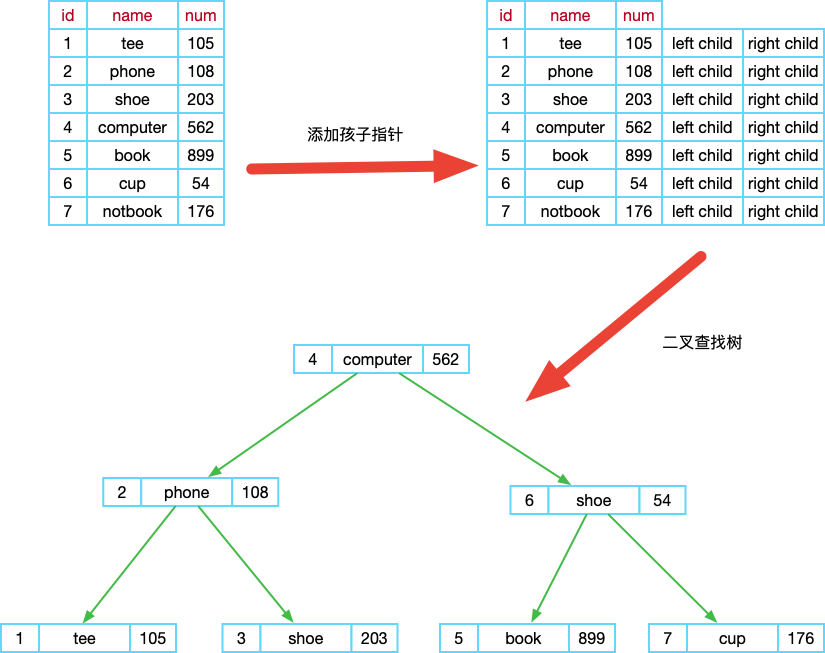 id name num
1 tee 105
2 phone 108
3 shoe 203
4 computer 562
5 book 899
6 cup 54
7 notbook 176
添加孩子指针
id name num
1 tee 105 left child right child
2 phone 108 left child right child
3 shoe 203 left child right child
4 computer 562 left child right child
5 book 899 left child right child
6 cup 54 left child right child
7 notbook 176 left child right child
二叉查找树
4 computer 562
2 phone 108
6 shoe 54
1 tee 105
3 shoe 203
5 book 899
7 cup 176